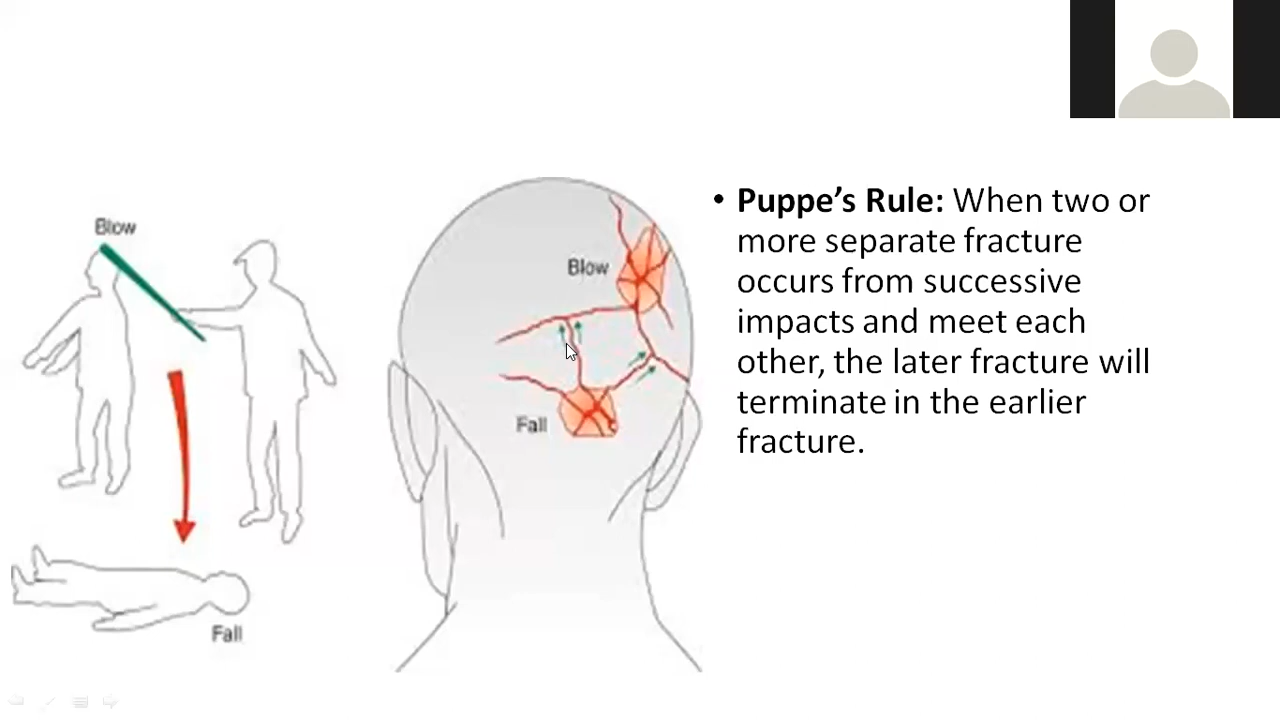 Blow
Blow
Fall
Fall
• Puppe's Rule: When two or
more separate fracture
occurs from successive
impacts and meet each
other, the later fracture will
terminate in the earlier
fracture.